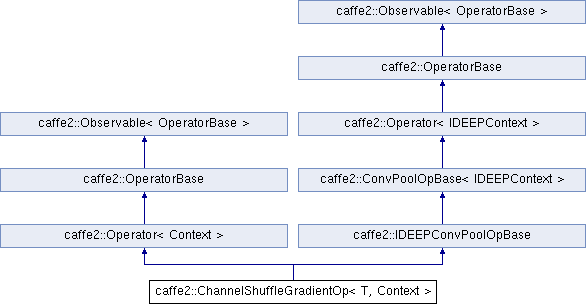 caffe2::Observable< OperatorBase >
caffe2::OperatorBase
caffe2::Observable< OperatorBase >
caffe2::Operator< IDEEPContext >
caffe2::OperatorBase
caffe2::ConvPoolOpBase< IDEEPContext >
caffe2::Operator< Context >
caffe2::IDEEPConvPoolOpBase
caffe2::ChannelShuffleGradientOp< T, Context >